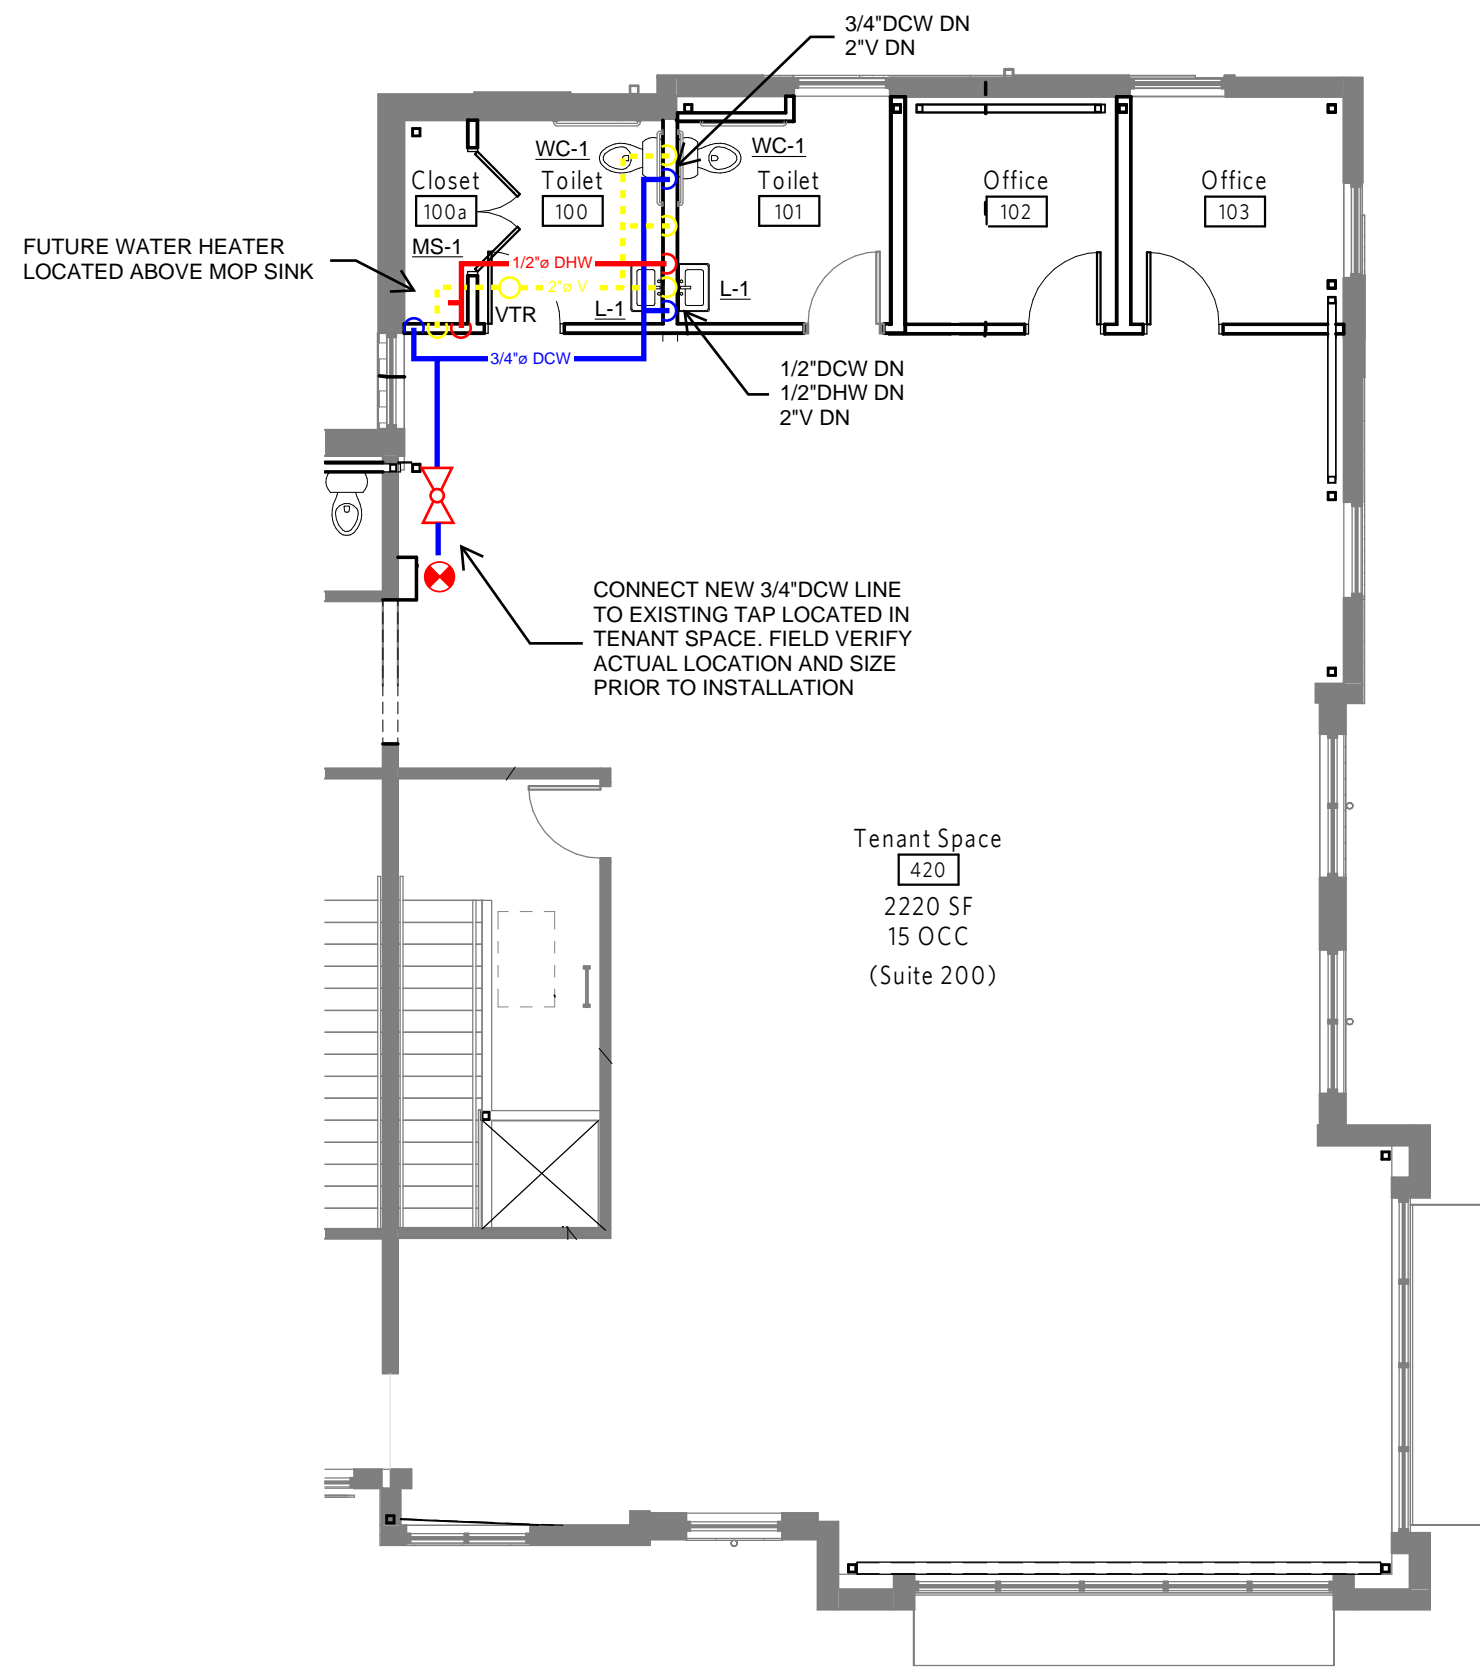 3/4"DCW DN
2"V DN
WC-1
WC-1
Closet
100a
Toilet
100
Toilet
101
Office
102
Office
103
FUTURE WATER HEATER
LOCATED ABOVE MOP SINK
MS-1
1/2"ø DHW
2"ø V
VTR
L-1
L-1
3/4"ø DCW
1/2"DCW DN
1/2"DHW DN
2"V DN
CONNECT NEW 3/4"DCW LINE
TO EXISTING TAP LOCATED IN
TENANT SPACE. FIELD VERIFY
ACTUAL LOCATION AND SIZE
PRIOR TO INSTALLATION
Tenant Space
420
2220 SF
15 OCC
(Suite 200)